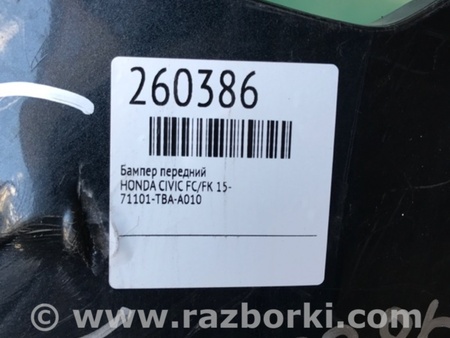 260386
Бампер передний
HONDA CIVIC FC/FK 15-
71101-TBA-A010
www.razborki.com